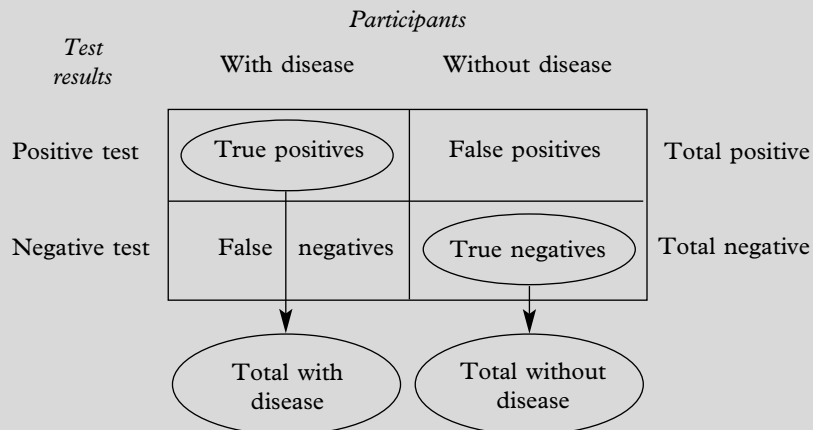 Participants
Test
results
With disease Without disease
Positive test True positives False positives Total positive
Negative test False negatives True negatives Total negative
Total with
disease
Total without
disease